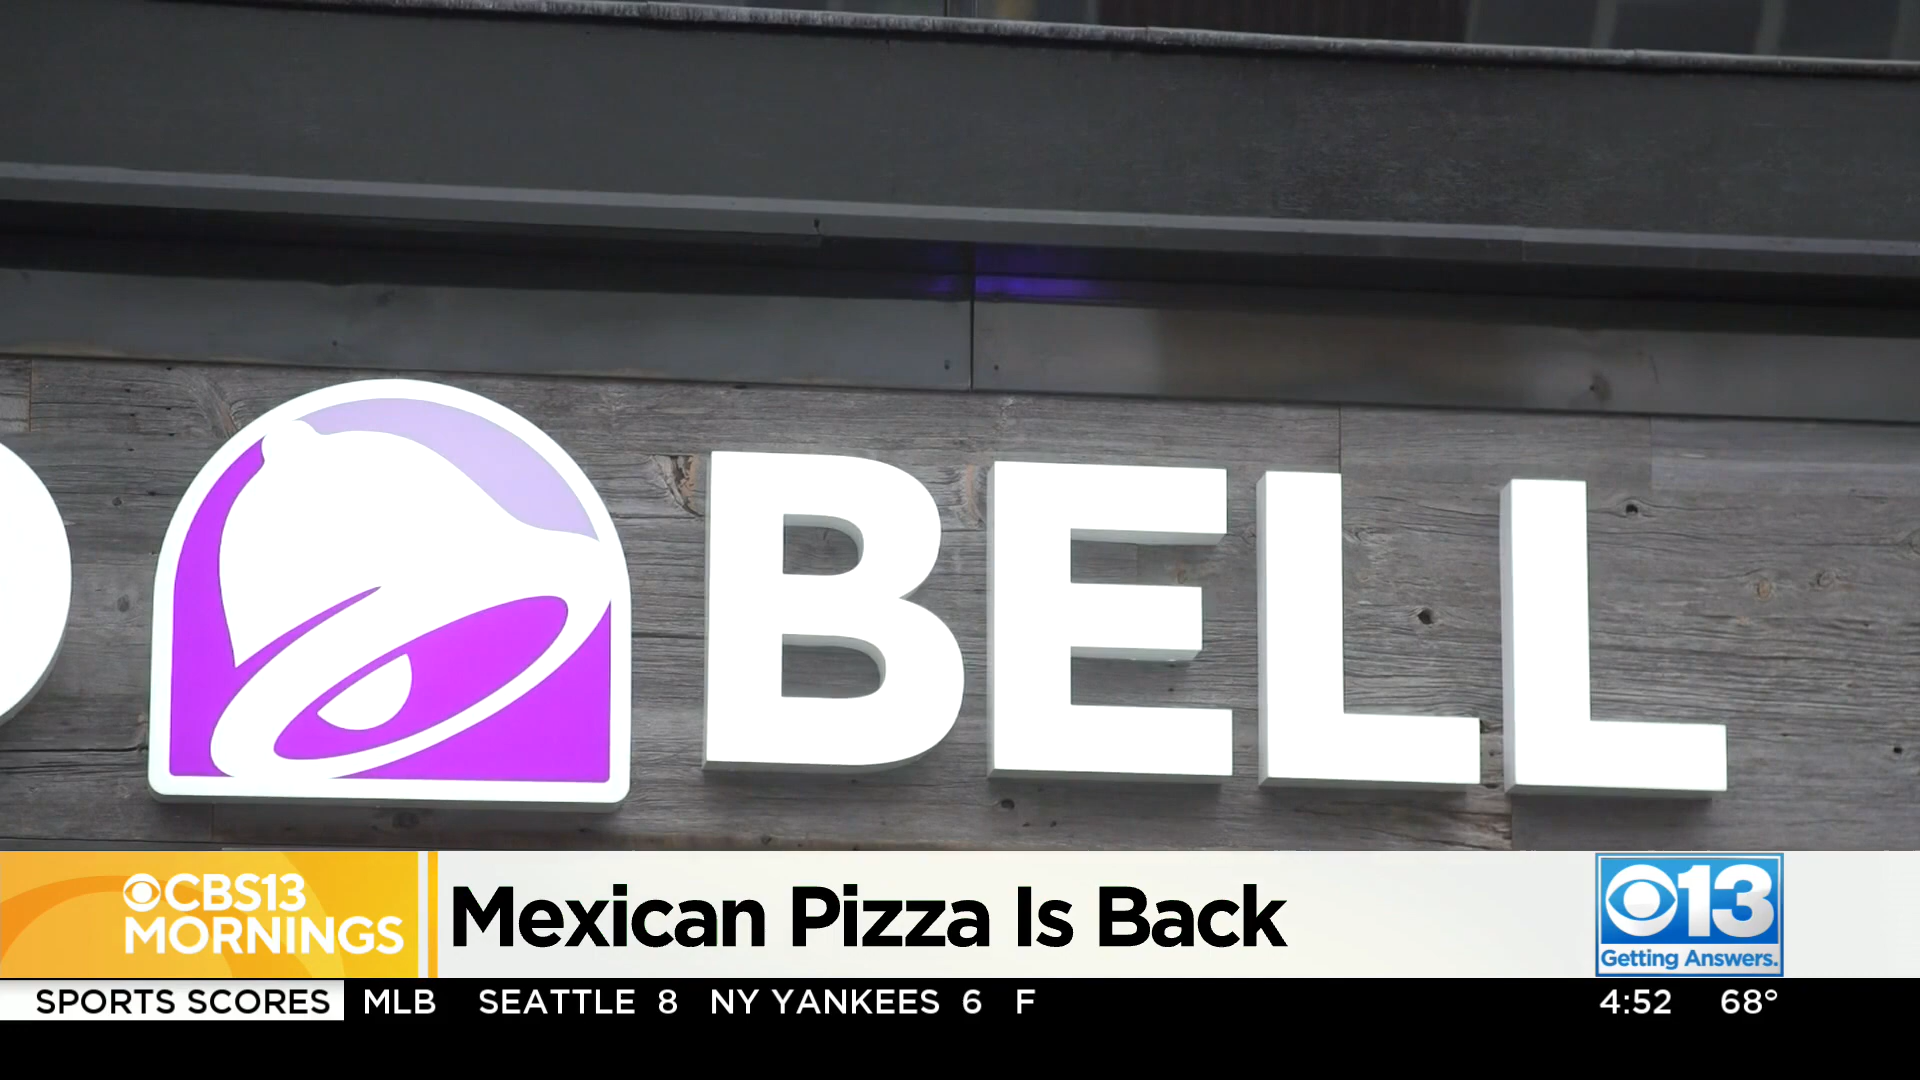 BELL
CBS13
MORNINGS
Mexican Pizza Is Back
13
Getting Answers.
SPORTS SCORES MLB SEATTLE 8 NY YANKEES 6 F 4:52 68°